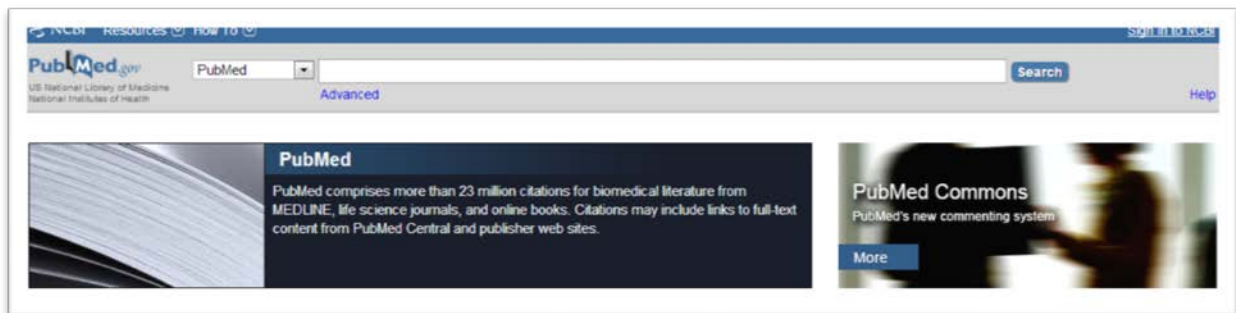 NCBI Resources How To Sign in to NCBI
PubMed.gov
US National Library of Medicine
National Institutes of Health
PubMed
Search
Advanced
Help
PubMed
PubMed comprises more than 23 million citations for biomedical literature from
MEDLINE, life science journals, and online books. Citations may include links to full-text
content from PubMed Central and publisher web sites.
PubMed Commons
PubMed's new commenting system
More